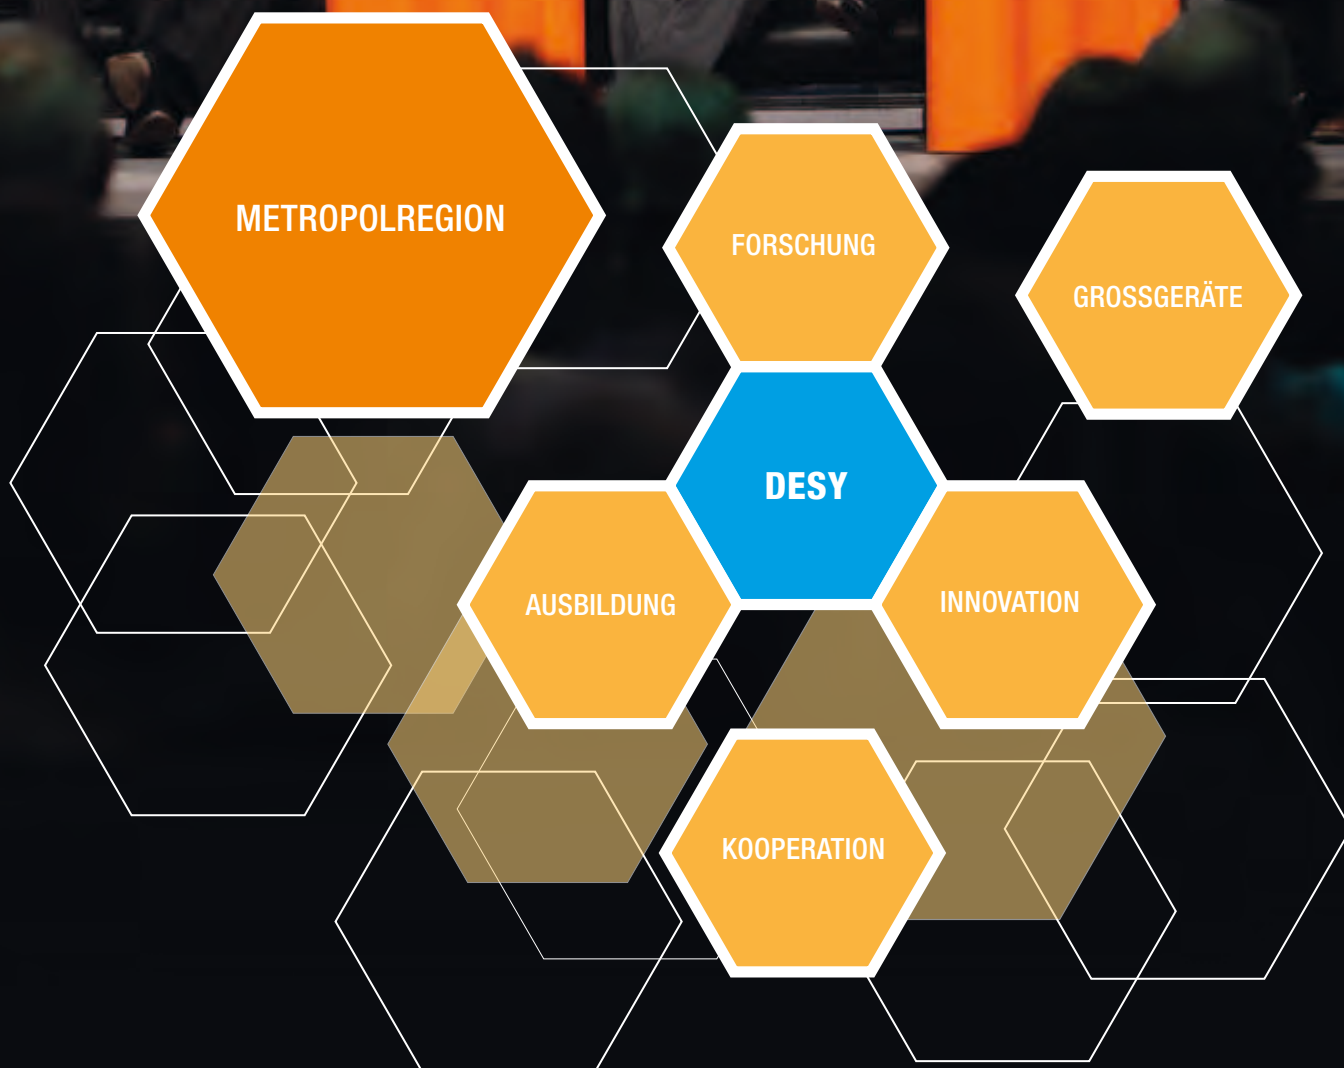 METROPOLREGION
FORSCHUNG
GROSSGERÄTE
DESY
AUSBILDUNG
INNOVATION
KOOPERATION